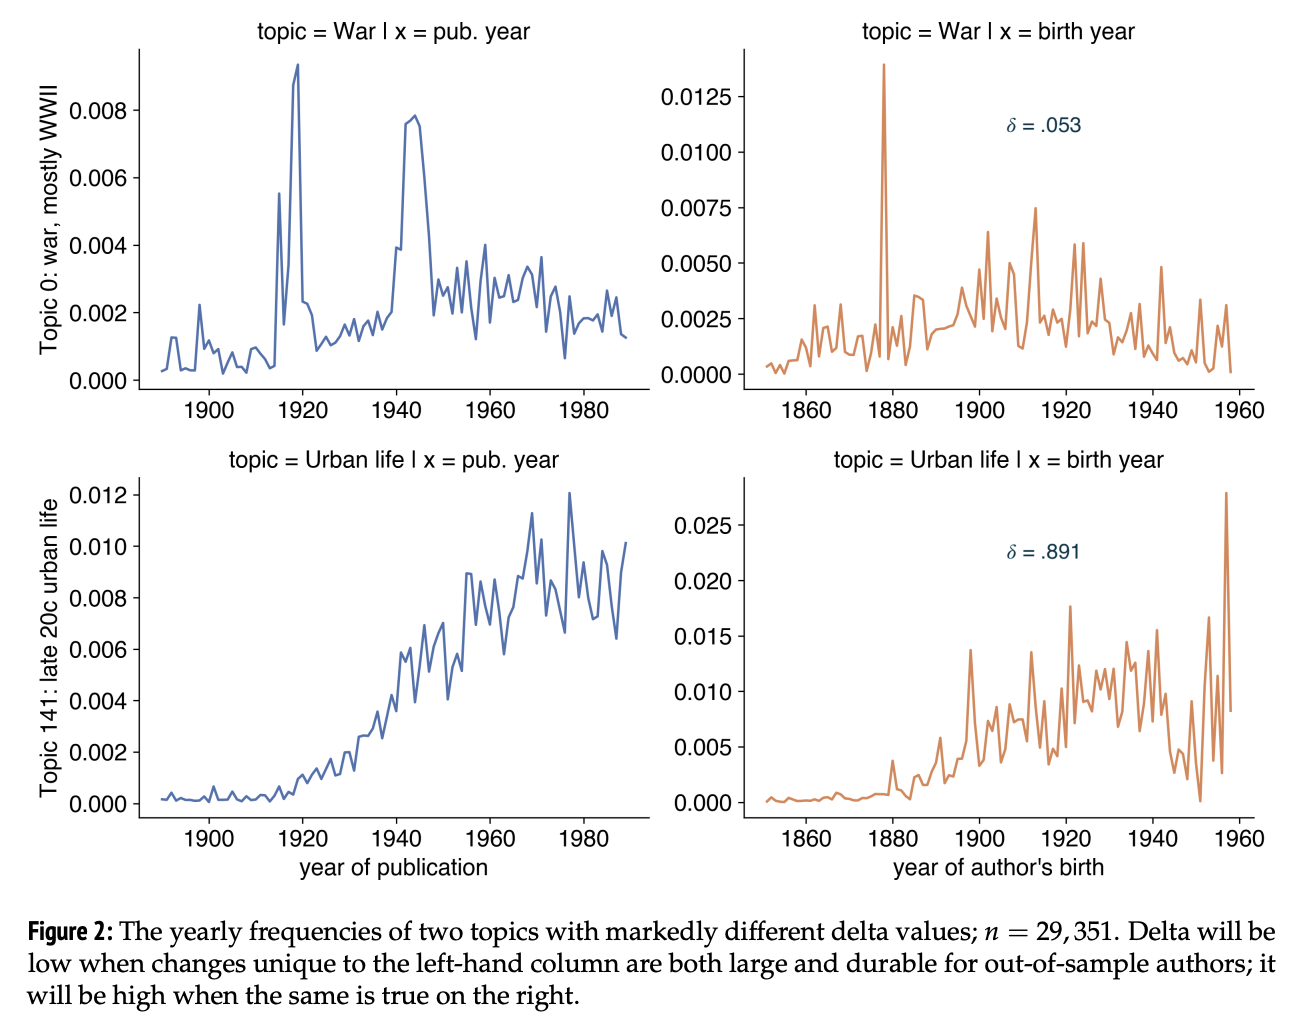 topic = War | x = pub. year
topic = War | x = birth year
Topic 0: war, mostly WWII
0.008
0.006
0.004
0.002
0.000
1900 1920 1940 1960 1980
0.0125
0.0100
0.0075
0.0050
0.0025
0.0000
δ = .053
1860 1880 1900 1920 1940 1960
topic = Urban life | x = pub. year
topic = Urban life | x = birth year
Topic 141: late 20c urban life
0.012
0.010
0.008
0.006
0.004
0.002
0.000
1900 1920 1940 1960 1980
year of publication
0.025
0.020
0.015
0.010
0.005
0.000
δ = .891
1860 1880 1900 1920 1940 1960
year of author's birth
Figure 2: The yearly frequencies of two topics with markedly different delta values; n = 29,351. Delta will be
low when changes unique to the left-hand column are both large and durable for out-of-sample authors; it
will be high when the same is true on the right.